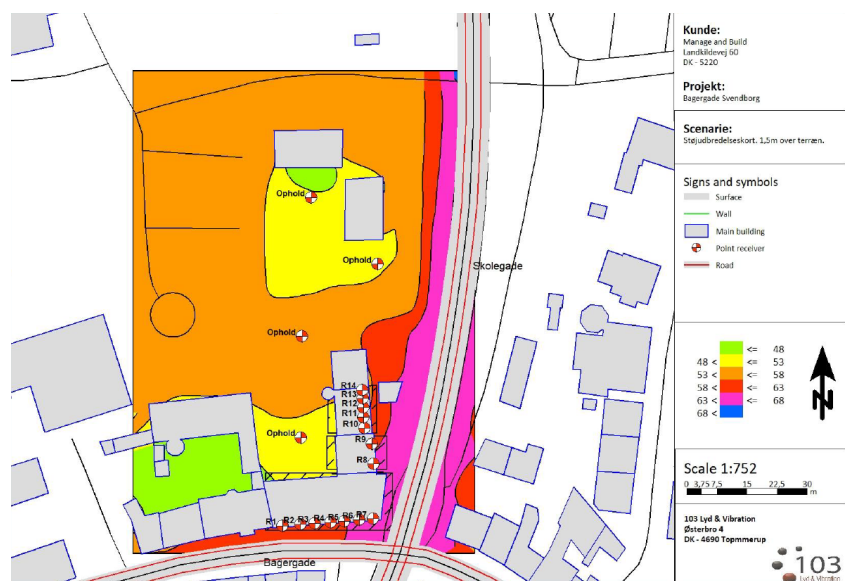 Kunde:
Manage and Build
Landkildevej 60
DK - 5220
Projekt:
Bagergade Svendborg
Scenarie:
Støjudbredelseskort. 1,5m over terræn.
Signs and symbols
Surface
Wall
Main building
Point receiver
Road
<= 48
48 < <= 53
53 < <= 58
58 < <= 63
63 < <= 68
68 <
N
Scale 1:752
0 3,75 7,5 15 22,5 30
m
103 Lyd & Vibration
Østerbro 4
DK - 4690 Topmmerup
103
Lyd & Vibration
Ophold
Ophold
Skolegade
Ophold
R14
R13
R12
R11
R10
Ophold
R9
R8
R1 R2 R3 R4 R5 R6 R7
Bagergade